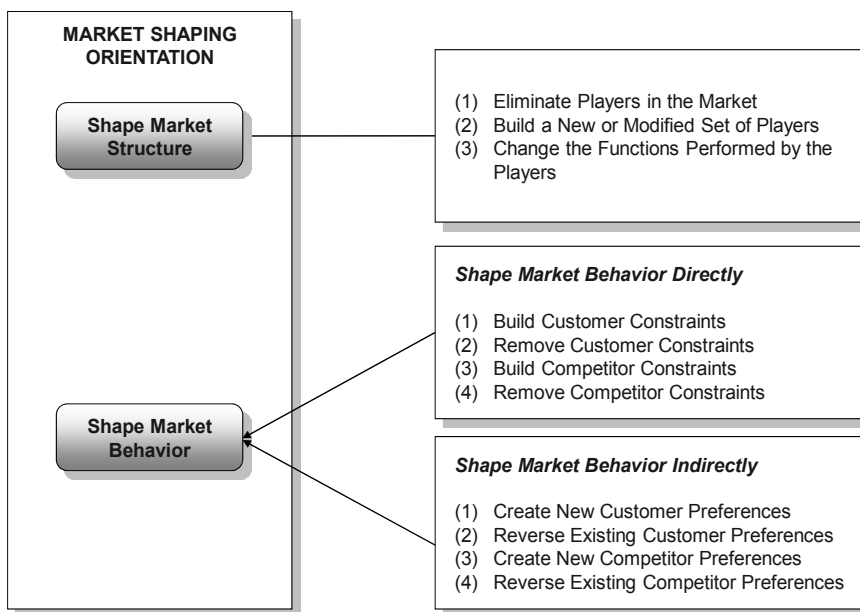 MARKET SHAPING
ORIENTATION
Shape Market
Structure
(1) Eliminate Players in the Market
(2) Build a New or Modified Set of Players
(3) Change the Functions Performed by the
Players
Shape Market Behavior Directly
(1) Build Customer Constraints
(2) Remove Customer Constraints
(3) Build Competitor Constraints
(4) Remove Competitor Constraints
Shape Market
Behavior
Shape Market Behavior Indirectly
(1) Create New Customer Preferences
(2) Reverse Existing Customer Preferences
(3) Create New Competitor Preferences
(4) Reverse Existing Competitor Preferences